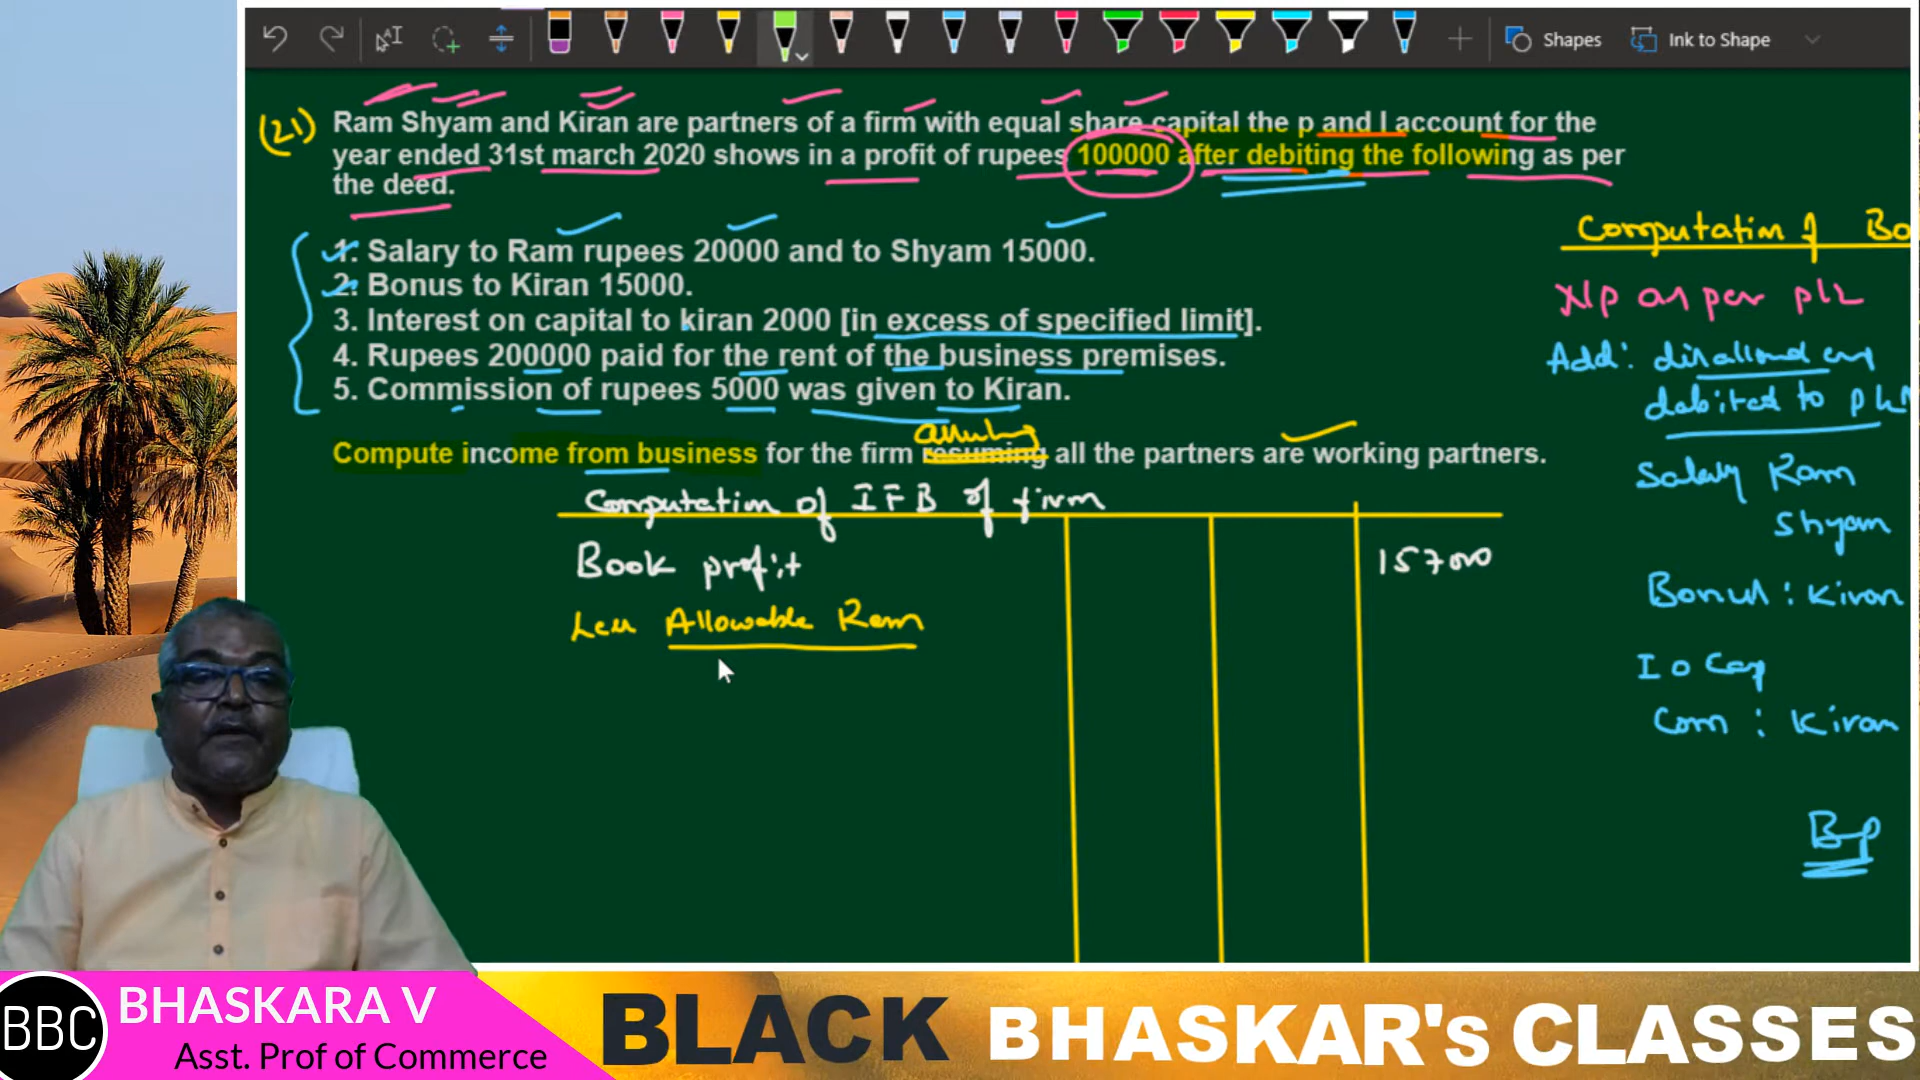 Shapes Ink to Shape
(21) Ram Shyam and Kiran are partners of a firm with equal share capital the p and l account for the
year ended 31st march 2020 shows in a profit of rupees 100000 after debiting the following as per
the deed.
1. Salary to Ram rupees 20000 and to Shyam 15000.
2. Bonus to Kiran 15000.
3. Interest on capital to kiran 2000 [in excess of specified limit].
4. Rupees 200000 paid for the rent of the business premises.
5. Commission of rupees 5000 was given to Kiran.
Compute income from business for the firm resuming all the partners are working partners.
Computation of IFB of firm
Book profit 157000
Less Allowable Rem
Computation of Bo
Np as per p/l
Add: disallowed exp
debited to p
Salary Ram
Shyam
Bonus : Kiran
I o Cap
Com : Kiran
Bp
BBC
BHASKARA V
Asst. Prof of Commerce
BLACK BHASKAR's CLASSES